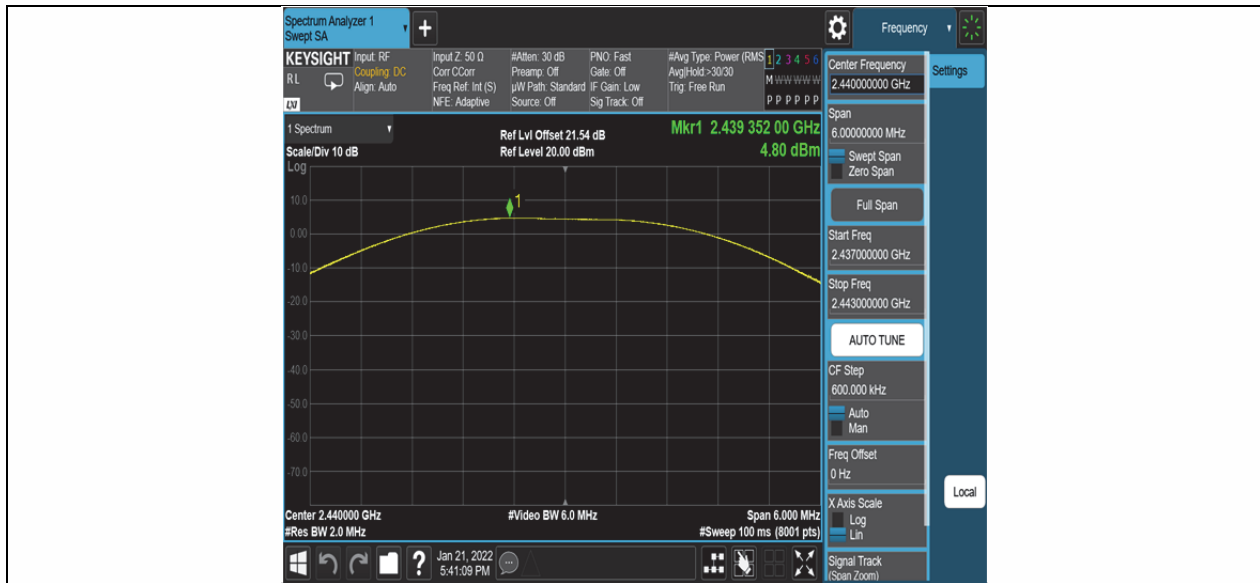 Spectrum Analyzer 1
Swept SA
Frequency
KEYSIGHT
RL
LXI
Input: RF
Coupling: DC
Align: Auto
Input Z: 50 Ω
Corr CCorr
Freq Ref: Int (S)
NFE: Adaptive
#Atten: 30 dB
Preamp: Off
µW Path: Standard
Source: Off
PNO: Fast
Gate: Off
IF Gain: Low
Sig Track: Off
#Avg Type: Power (RMS
Avg|Hold:>30/30
Trig: Free Run
1 2 3 4 5 6
M W W W W W
P P P P P P
1 Spectrum
Scale/Div 10 dB
Ref Lvl Offset 21.54 dB
Ref Level 20.00 dBm
Mkr1 2.439 352 00 GHz
4.80 dBm
Log
1
10.0
0.00
-10.0
-20.0
-30.0
-40.0
-50.0
-60.0
-70.0
Center 2.440000 GHz
#Res BW 2.0 MHz
#Video BW 6.0 MHz
Span 6.000 MHz
#Sweep 100 ms (8001 pts)
?
Jan 21, 2022
5:41:09 PM
Center Frequency
2.440000000 GHz
Span
6.00000000 MHz
Swept Span
Zero Span
Full Span
Start Freq
2.437000000 GHz
Stop Freq
2.443000000 GHz
AUTO TUNE
CF Step
600.000 kHz
Auto
Man
Freq Offset
0 Hz
X Axis Scale
Log
Lin
Signal Track
(Span Zoom)
Settings
Local